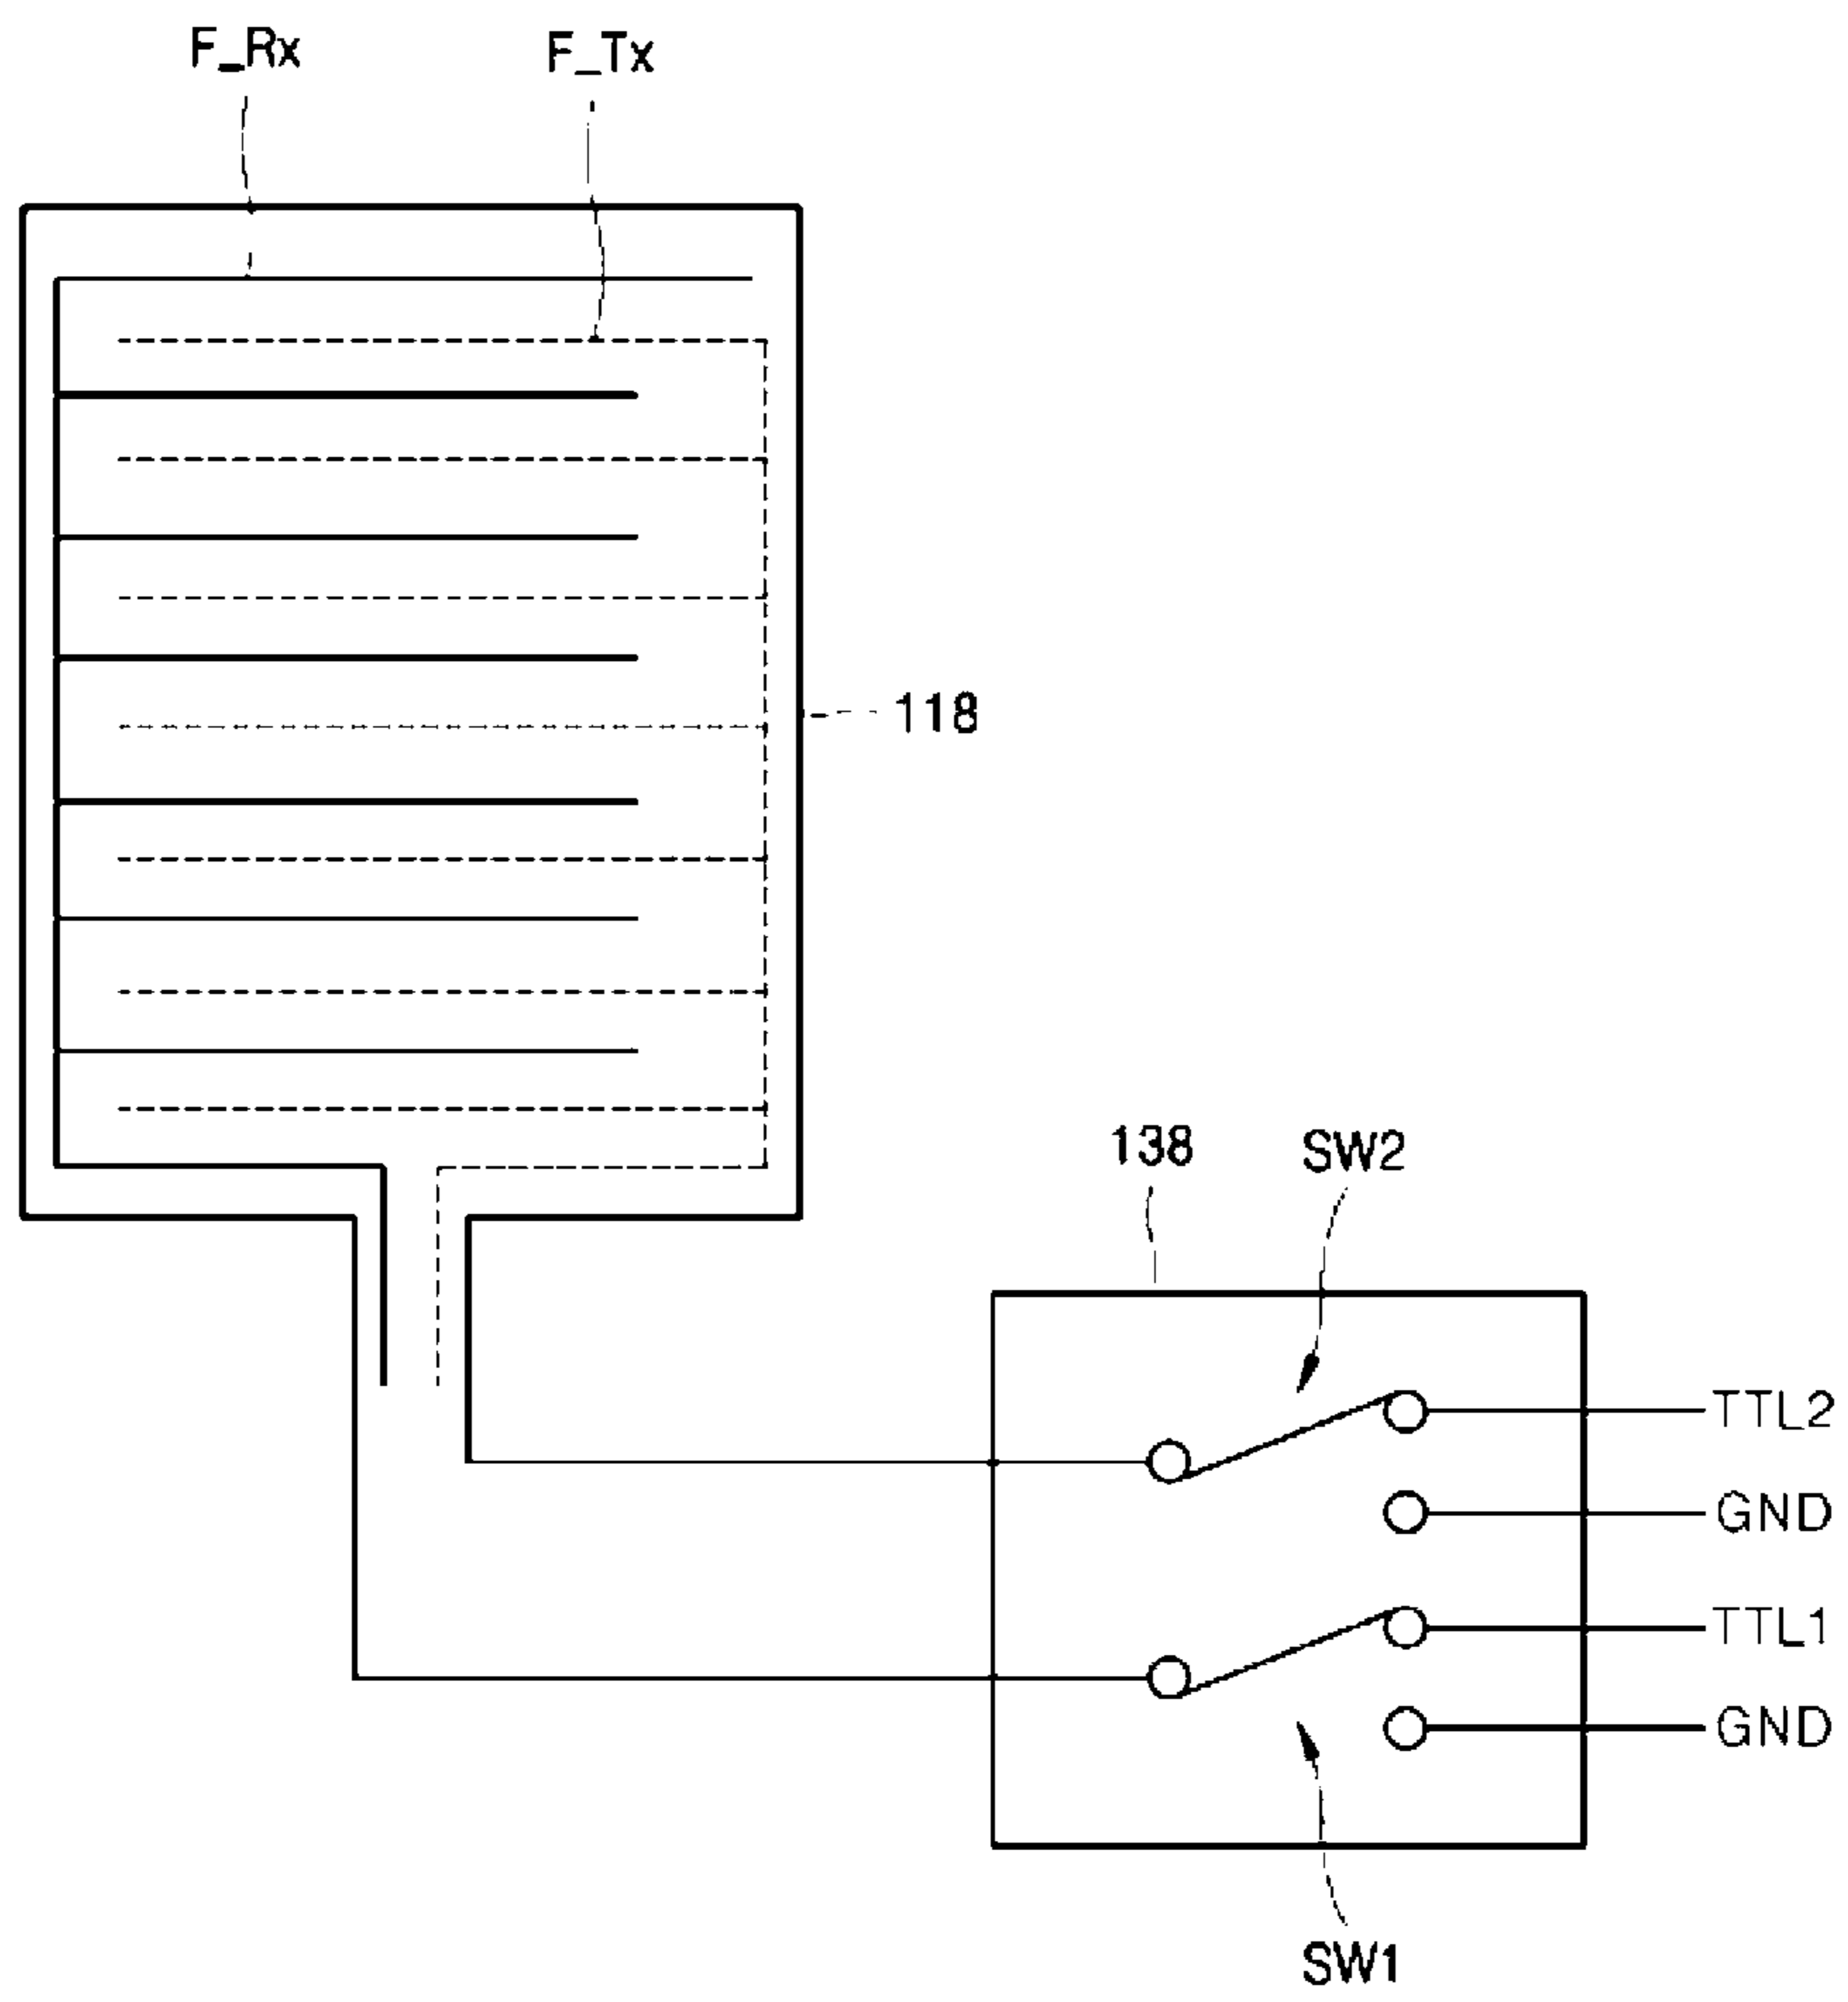 F_Rx
F_Tx
118
138
SW2
TTL2
GND
TTL1
GND
SW1